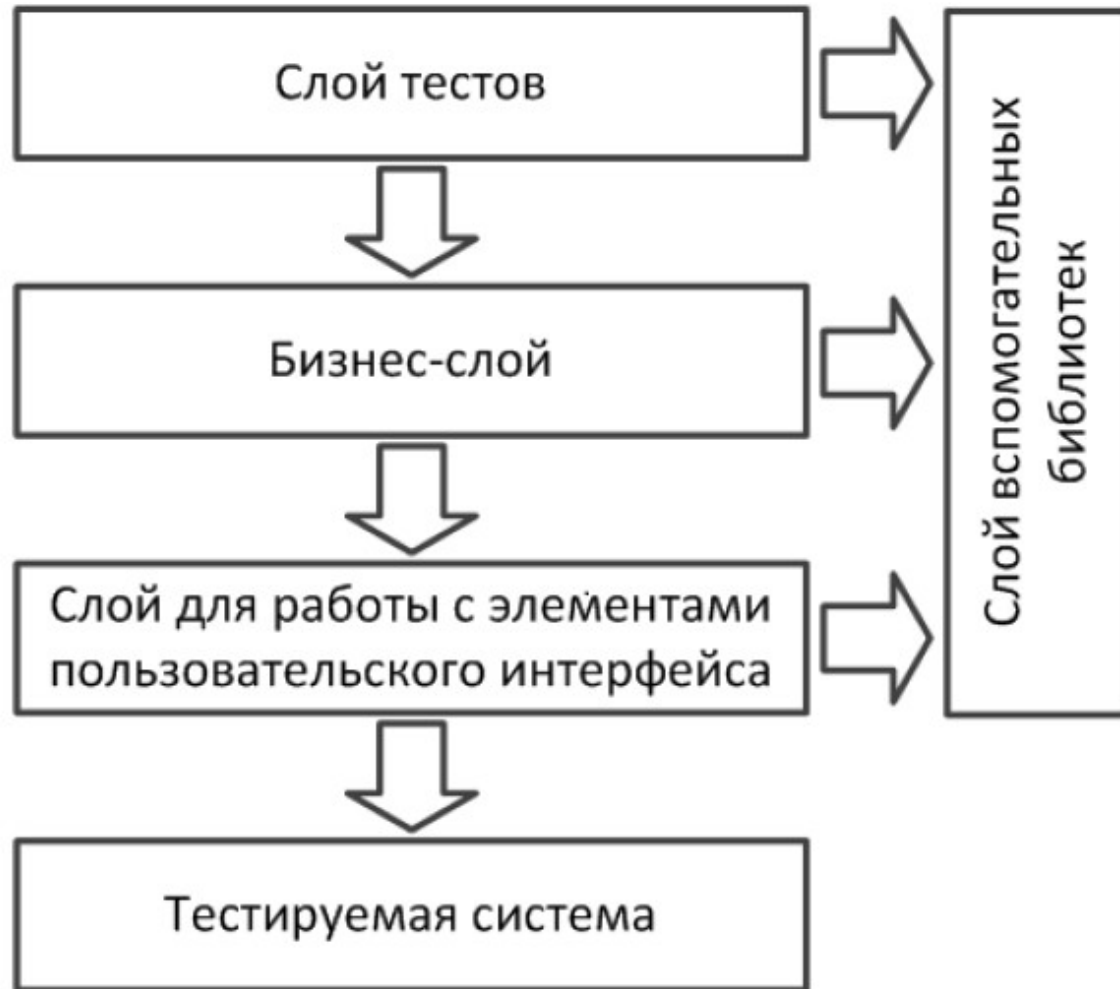 Слой тестов
Бизнес-слой
Слой для работы с элементами
пользовательского интерфейса
Тестируемая система
Слой вспомогательных
библиотек